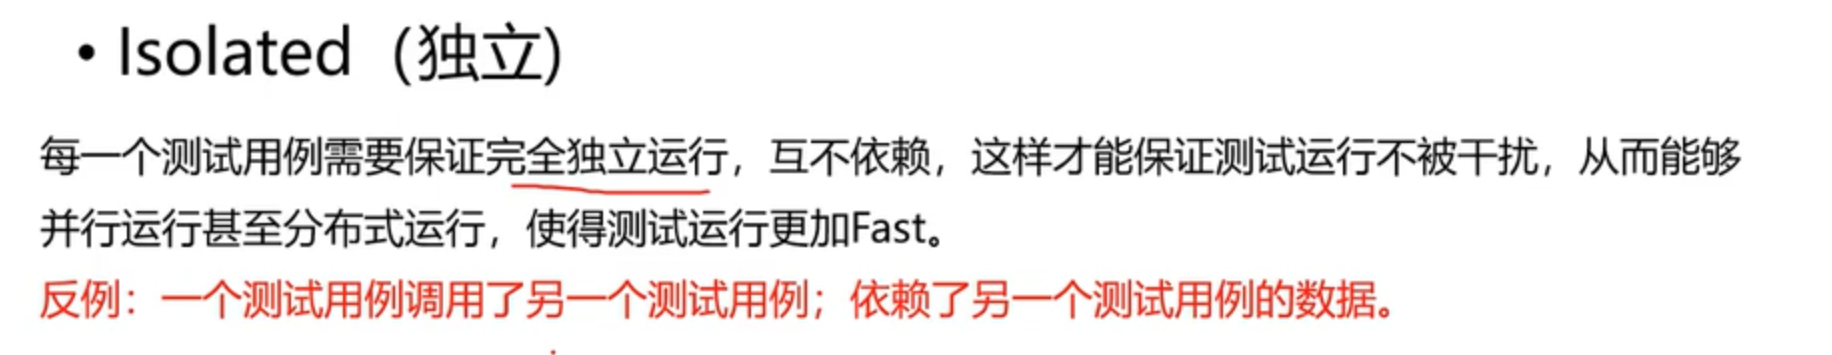 • Isolated（独立)
每一个测试用例需要保证完全独立运行，互不依赖，这样才能保证测试运行不被干扰，从而能够
并行运行甚至分布式运行，使得测试运行更加Fast。
反例：一个测试用例调用了另一个测试用例；依赖了另一个测试用例的数据。